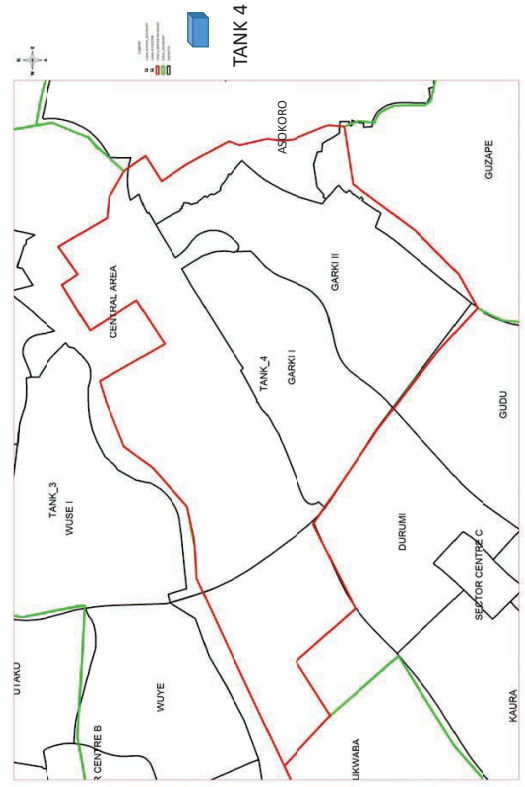 TANK 4
N
E
W
ASOKORO
GUZAPE
CENTRAL AREA
GARKI II
TANK_4
GARKI I
GUDU
TANK_3
WUSE I
DURUMI
SECTOR CENTRE C
UTAKO
WUYE
R CENTRE B
UKWABA
KAURA